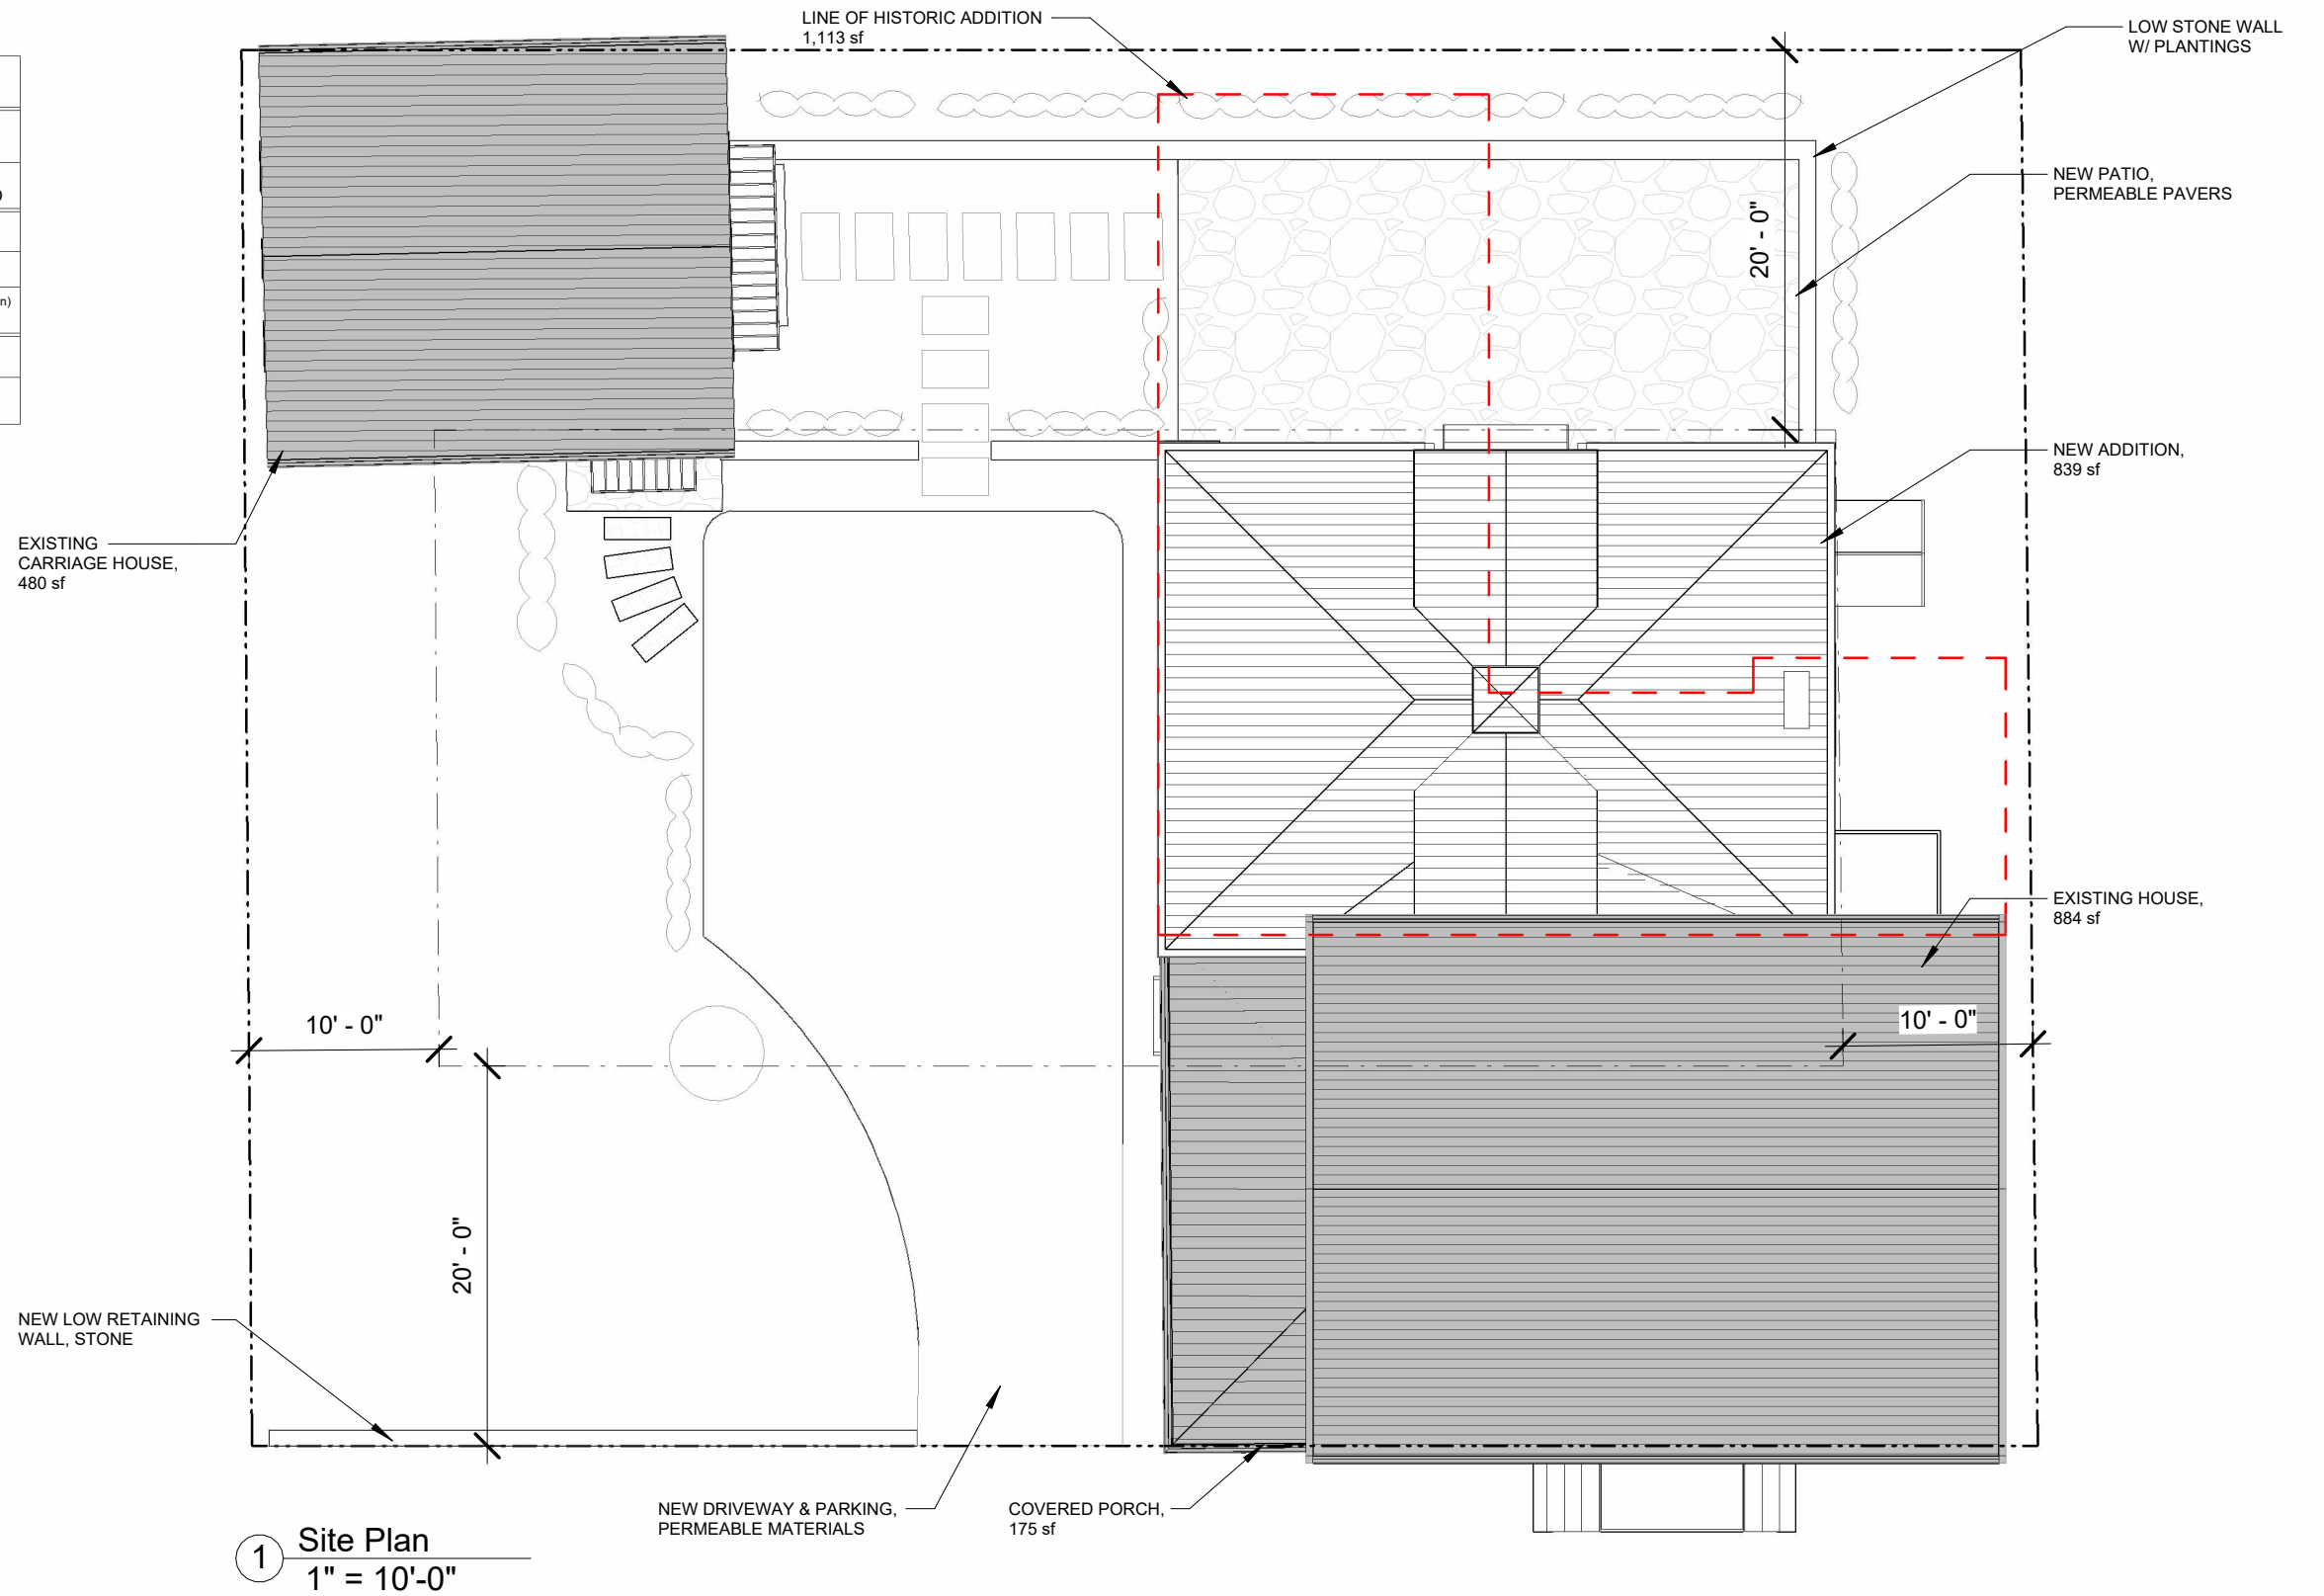 LINE OF HISTORIC ADDITION
1,113 sf
LOW STONE WALL
W/ PLANTINGS
NEW PATIO,
PERMEABLE PAVERS
20' - 0"
n)
NEW ADDITION,
839 sf
EXISTING
CARRIAGE HOUSE,
480 sf
EXISTING HOUSE,
884 sf
10' - 0"
10' - 0"
20' - 0"
NEW LOW RETAINING
WALL, STONE
NEW DRIVEWAY & PARKING,
PERMEABLE MATERIALS
COVERED PORCH,
175 sf
1
Site Plan
1" = 10'-0"